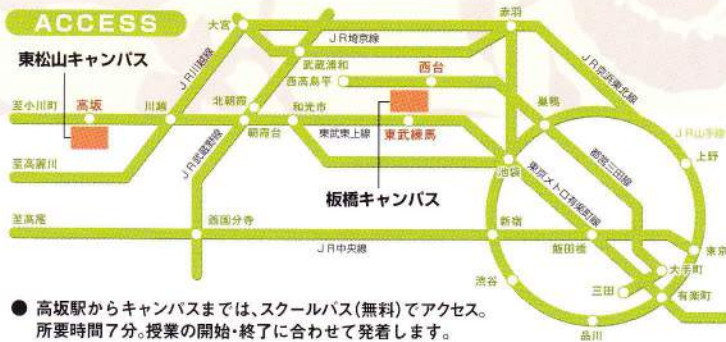 ACCESS
大宮
赤羽
JR埼京線
東松山キャンパス
JR川越線
武蔵浦和
JR京浜東北線
西高島平
西台
至小川町
高坂
川越
北朝霞
和光市
巣鴨
JR山手線
朝霞台
東武東上線
東武練馬
上野
至高麗川
JR武蔵野線
池袋
都営三田線
東京メトロ有楽町線
板橋キャンパス
至高尾
西国分寺
JR中央線
新宿
飯田橋
東京
大手町
渋谷
三田
有楽町
品川
● 高坂駅からキャンパスまでは、スクールバス(無料)でアクセス。
所要時間7分。授業の開始・終了に合わせて発着します。